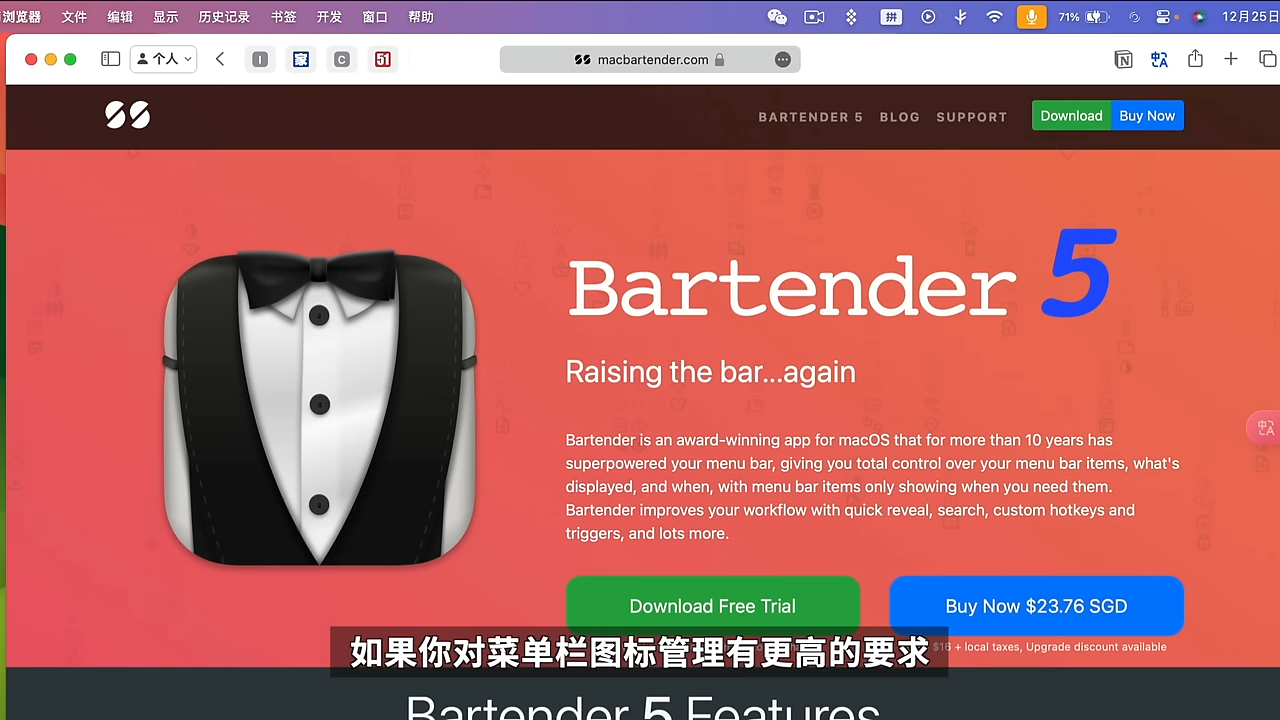 浏览器 文件 编辑 显示 历史记录 书签 开发 窗口 帮助 拼 71% 12月25日
个人 I 家 C 51 macbartender.com
BARTENDER 5 BLOG SUPPORT Download Buy Now
Bartender 5
Raising the bar...again
Bartender is an award-winning app for macOS that for more than 10 years has
superpowered your menu bar, giving you total control over your menu bar items, what's
displayed, and when, with menu bar items only showing when you need them.
Bartender improves your workflow with quick reveal, search, custom hotkeys and
triggers, and lots more.
Download Free Trial Buy Now $23.76 SGD
$16 + local taxes, Upgrade discount available
如果你对菜单栏图标管理有更高的要求
Bartender 5 Features